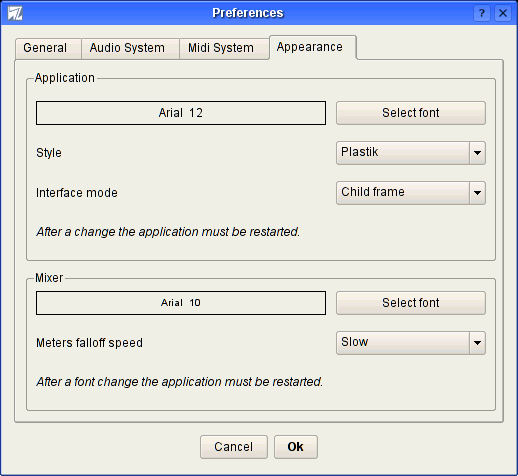 Preferences
?
General Audio System Midi System Appearance
Application
Arial 12 Select font
Style Plastik
Interface mode Child frame
After a change the application must be restarted.
Mixer
Arial 10 Select font
Meters falloff speed Slow
After a font change the application must be restarted.
Cancel Ok